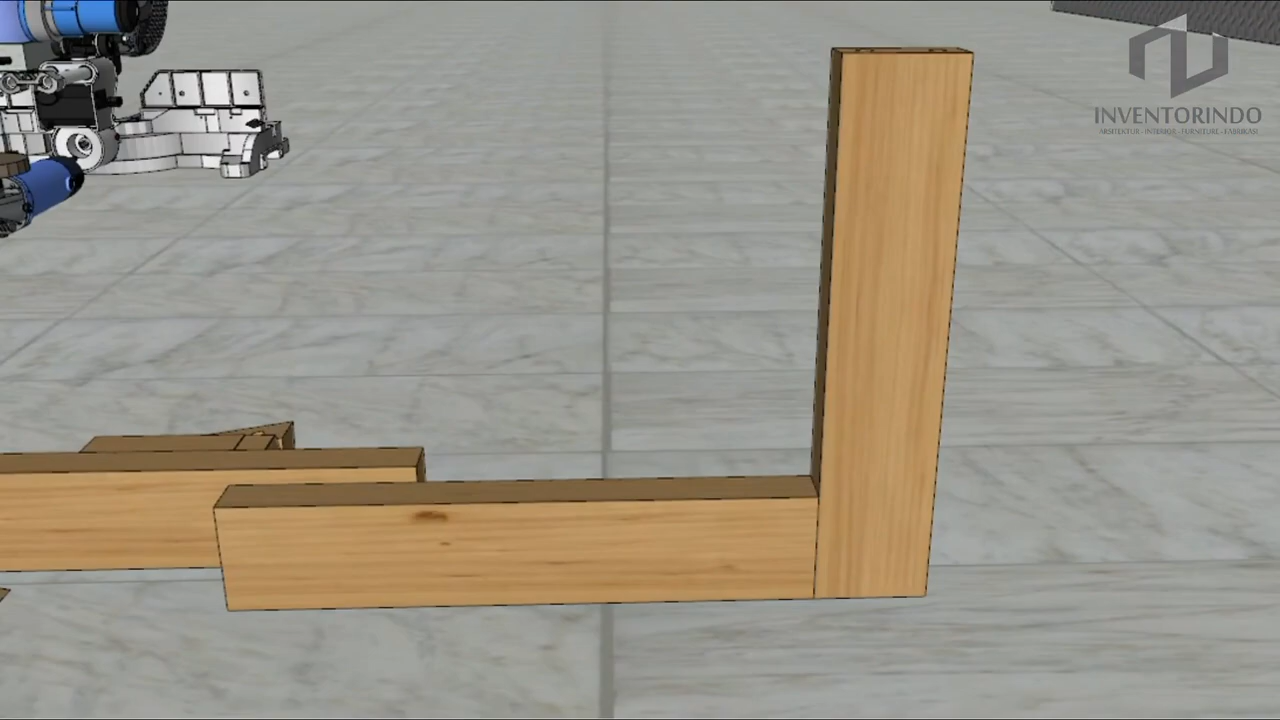 INVENTORINDO
ARSITEKTUR - INTERIOR - FURNITURE - FABRIKASI